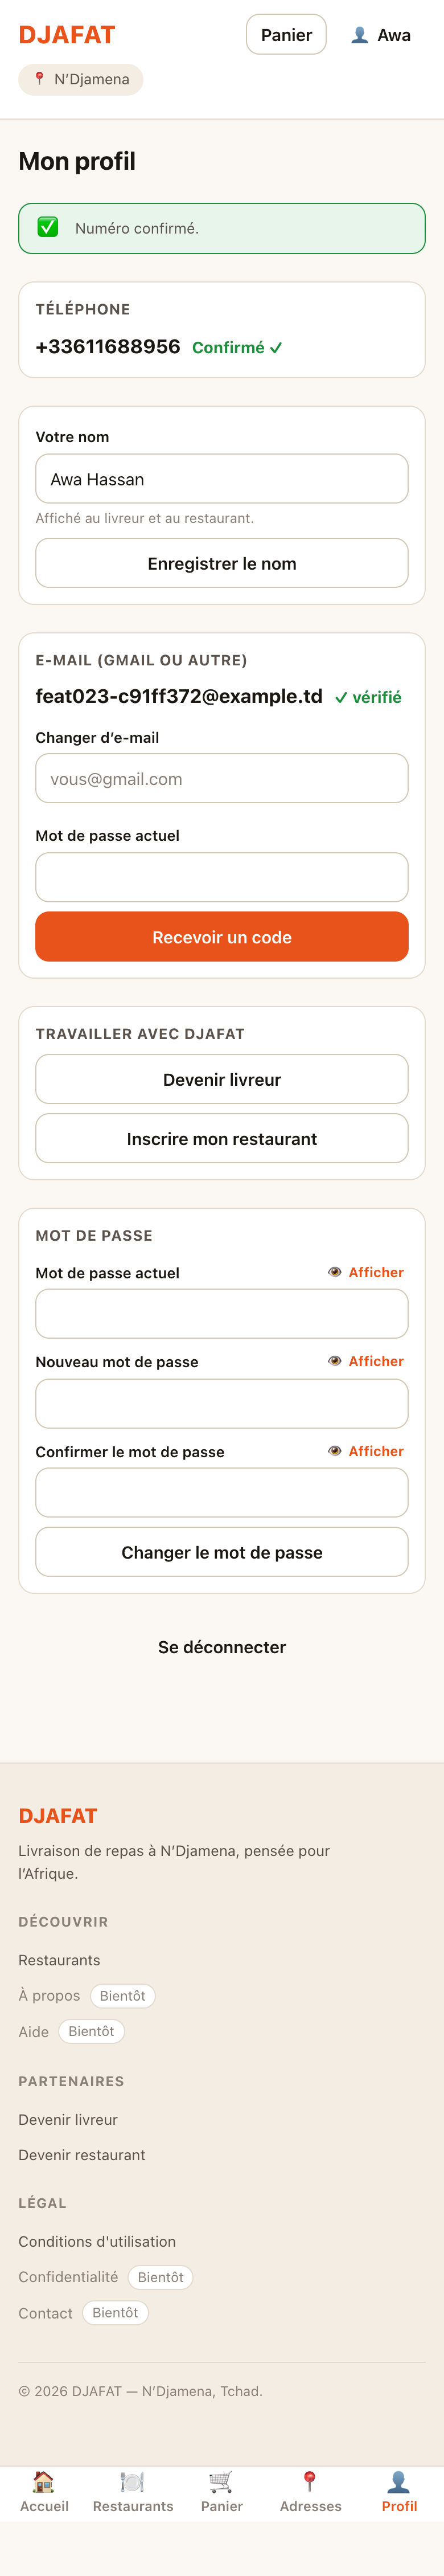 DJAFAT
Panier
👤 Awa
📍 N’Djamena
Mon profil
✅ Numéro confirmé.
TÉLÉPHONE
+33611688956 Confirmé ✓
Votre nom
Awa Hassan
Affiché au livreur et au restaurant.
Enregistrer le nom
E-MAIL (GMAIL OU AUTRE)
feat023-c91ff372@example.td ✓ vérifié
Changer d’e-mail
vous@gmail.com
Mot de passe actuel
Recevoir un code
TRAVAILLER AVEC DJAFAT
Devenir livreur
Inscrire mon restaurant
MOT DE PASSE
Mot de passe actuel 👁 Afficher
Nouveau mot de passe 👁 Afficher
Confirmer le mot de passe 👁 Afficher
Changer le mot de passe
Se déconnecter
DJAFAT
Livraison de repas à N’Djamena, pensée pour
l’Afrique.
DÉCOUVRIR
Restaurants
À propos Bientôt
Aide Bientôt
PARTENAIRES
Devenir livreur
Devenir restaurant
LÉGAL
Conditions d'utilisation
Confidentialité Bientôt
Contact Bientôt
© 2026 DJAFAT — N’Djamena, Tchad.
Accueil Restaurants Panier Adresses Profil